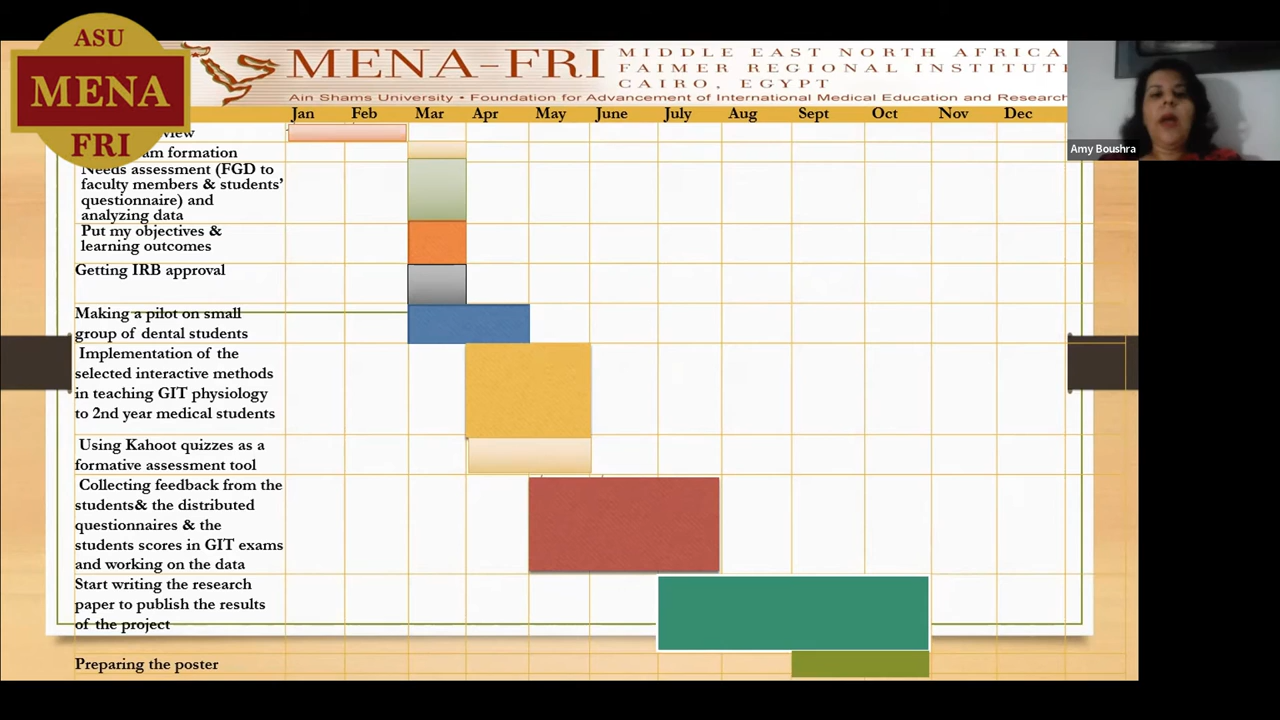 ASU
MENA
FRI
MENA-FRI
MIDDLE EAST NORTH AFRICA
FAIMER REGIONAL INSTITUTE
CAIRO, EGYPT
Ain Shams University • Foundation for Advancement of International Medical Education and Research
Amy Boushra
Jan Feb Mar Apr May June July Aug Sept Oct Nov Dec
formation
Needs assessment (FGD to
faculty members & students’
questionnaire) and
analyzing data
Put my objectives &
learning outcomes
Getting IRB approval
Making a pilot on small
group of dental students
Implementation of the
selected interactive methods
in teaching GIT physiology
to 2nd year medical students
Using Kahoot quizzes as a
formative assessment tool
Collecting feedback from the
students& the distributed
questionnaires & the
students scores in GIT exams
and working on the data
Start writing the research
paper to publish the results
of the project
Preparing the poster